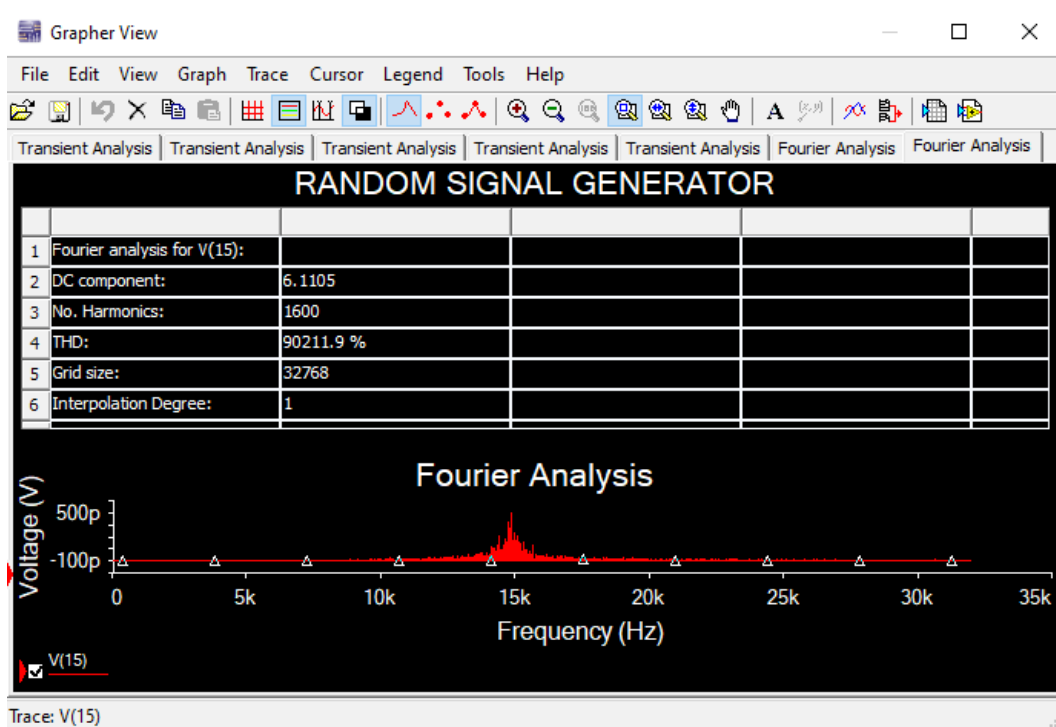 Grapher View
File Edit View Graph Trace Cursor Legend Tools Help
A (x,y)
Transient Analysis Transient Analysis Transient Analysis Transient Analysis Transient Analysis Fourier Analysis Fourier Analysis
RANDOM SIGNAL GENERATOR
1 Fourier analysis for V(15):
2 DC component: 6.1105
3 No. Harmonics: 1600
4 THD: 90211.9 %
5 Grid size: 32768
6 Interpolation Degree: 1
Fourier Analysis
Voltage (V)
500p
-100p
0 5k 10k 15k 20k 25k 30k 35k
Frequency (Hz)
V(15)
Trace: V(15)